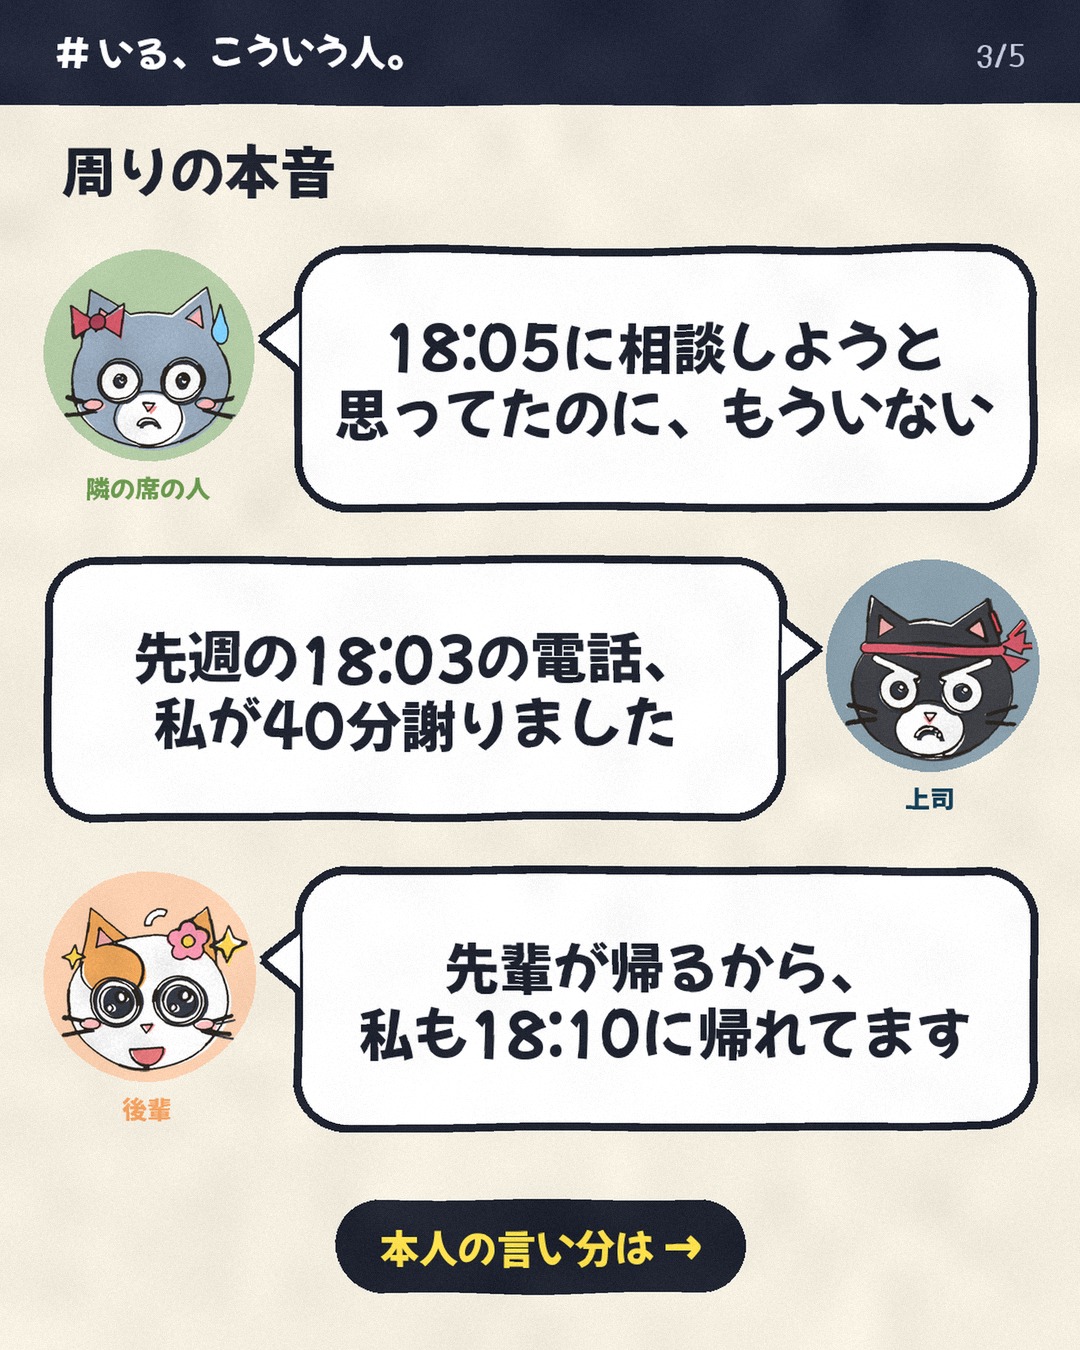 #いる、こういう人。
3/5
周りの本音
18:05に相談しようと
思ってたのに、もういない
隣の席の人
先週の18:03の電話、
私が40分謝りました
上司
先輩が帰るから、
私も18:10に帰れてます
後輩
本人の言い分は→